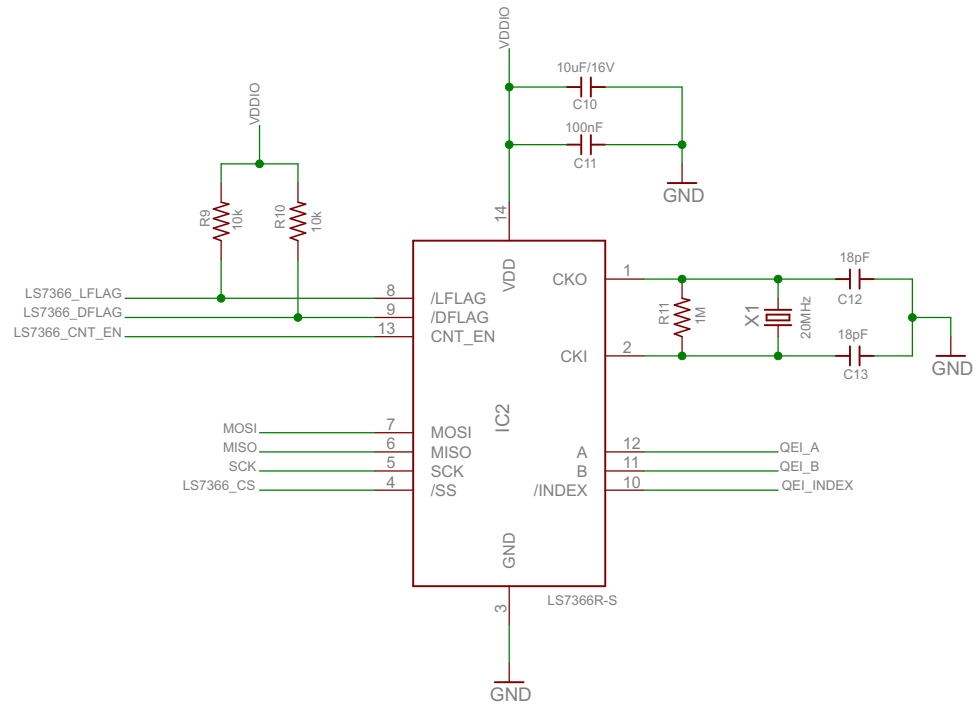 VDDIO
10uF/16V
C10
100nF
C11
GND
VDDIO
R9
10k
R10
10k
14
VDD
LS7366_LFLAG
8
/LFLAG
LS7366_DFLAG
9
/DFLAG
LS7366_CNT_EN
13
CNT_EN
CKO
1
18pF
C12
R11
1M
X1
20MHz
18pF
C13
CKI
2
GND
IC2
MOSI
7
MOSI
MISO
6
MISO
SCK
5
SCK
LS7366_CS
4
/SS
A
12
QEI_A
B
11
QEI_B
/INDEX
10
QEI_INDEX
GND
LS7366R-S
3
GND